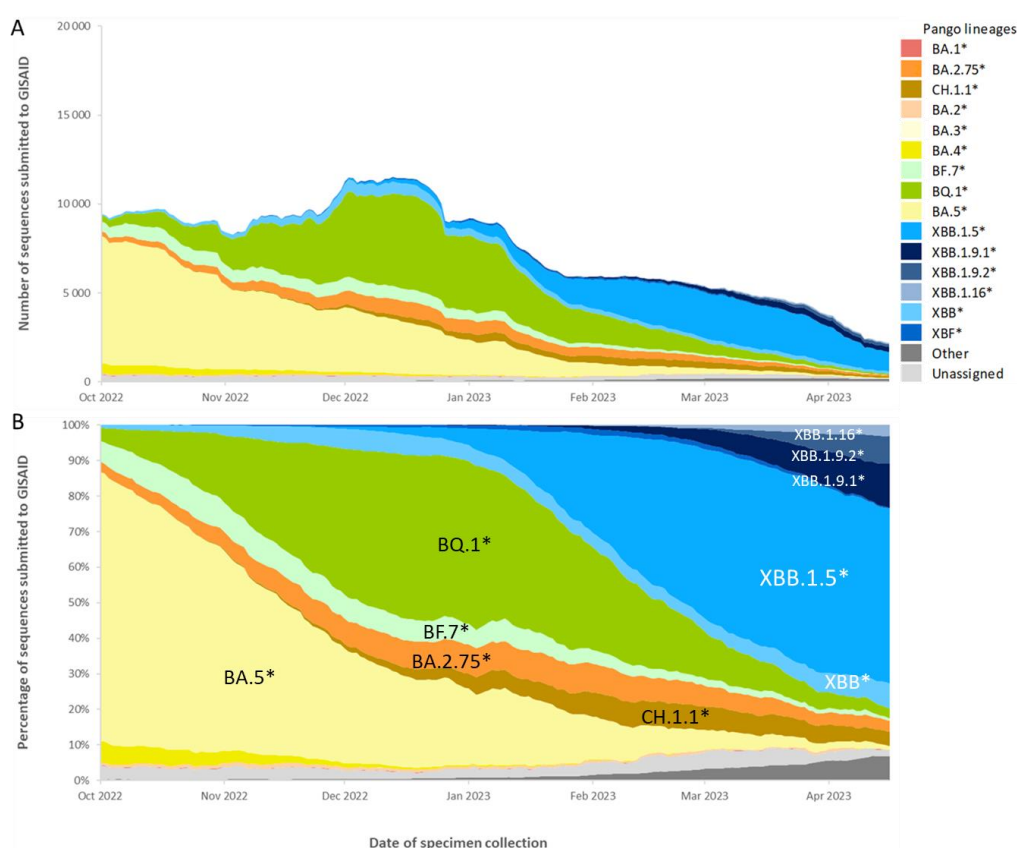 A
Number of sequences submitted to GISAID
20 000
15 000
10 000
5 000
0
Oct 2022 Nov 2022 Dec 2022 Jan 2023 Feb 2023 Mar 2023 Apr 2023
Pango lineages
BA.1*
BA.2.75*
CH.1.1*
BA.2*
BA.3*
BA.4*
BF.7*
BQ.1*
BA.5*
XBB.1.5*
XBB.1.9.1*
XBB.1.9.2*
XBB.1.16*
XBB*
XBF*
Other
Unassigned
B
Percentage of sequences submitted to GISAID
100%
90%
80%
70%
60%
50%
40%
30%
20%
10%
0%
XBB.1.16*
XBB.1.9.2*
XBB.1.9.1*
BQ.1*
XBB.1.5*
BF.7*
BA.2.75*
BA.5*
XBB*
CH.1.1*
Oct 2022 Nov 2022 Dec 2022 Jan 2023 Feb 2023 Mar 2023 Apr 2023
Date of specimen collection